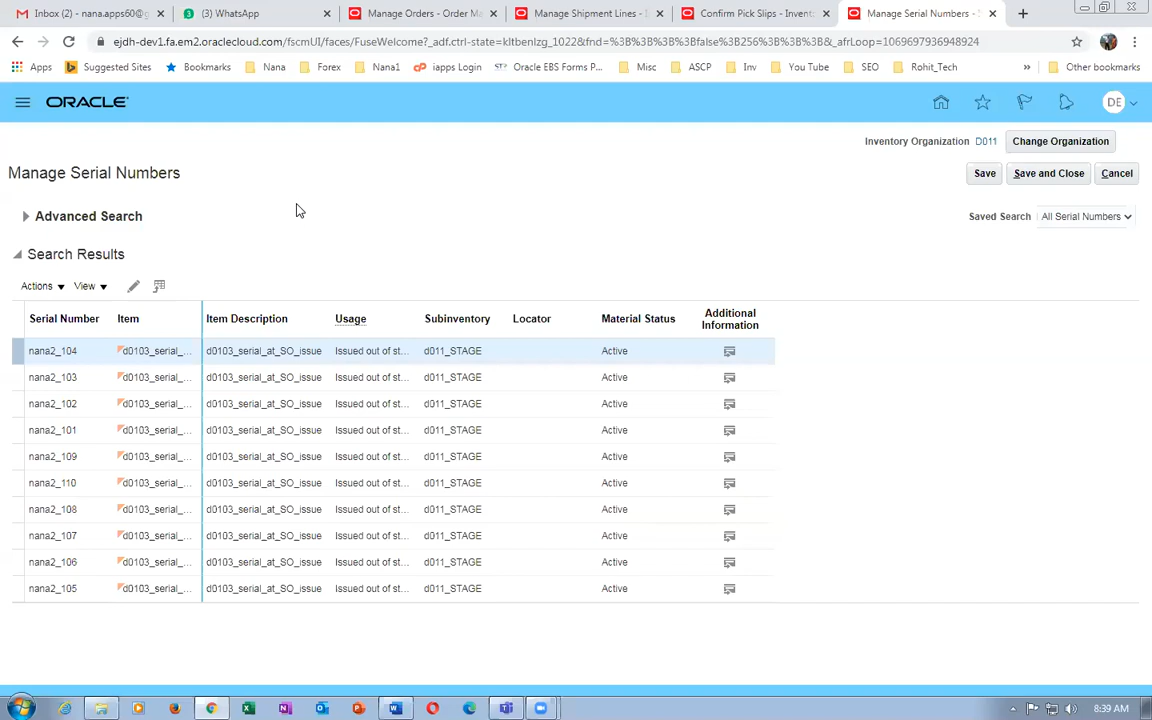 Inbox (2) - nana.apps60@g
(3) WhatsApp
Manage Orders - Order Ma
Manage Shipment Lines - I
Confirm Pick Slips - Invento
Manage Serial Numbers - S
ejdh-dev1.fa.em2.oraclecloud.com/fscmUI/faces/FuseWelcome?_adf.ctrl-state=kltbenlzg_1022&fnd=%3B%3B%3B%3Bfalse%3B256%3B%3B%3B&_afrLoop=1069697936948924
Apps Suggested Sites Bookmarks Nana Forex Nana1 iapps Login Oracle EBS Forms P... Misc ASCP Inv You Tube SEO Rohit_Tech » Other bookmarks
ORACLE DE
Inventory Organization D011 Change Organization
Manage Serial Numbers Save Save and Close Cancel
Advanced Search Saved Search All Serial Numbers
Search Results
Actions View
Serial Number Item Item Description Usage Subinventory Locator Material Status Additional Information
nana2_104 d0103_serial_... d0103_serial_at_SO_issue Issued out of st... d011_STAGE Active
nana2_103 d0103_serial_... d0103_serial_at_SO_issue Issued out of st... d011_STAGE Active
nana2_102 d0103_serial_... d0103_serial_at_SO_issue Issued out of st... d011_STAGE Active
nana2_101 d0103_serial_... d0103_serial_at_SO_issue Issued out of st... d011_STAGE Active
nana2_109 d0103_serial_... d0103_serial_at_SO_issue Issued out of st... d011_STAGE Active
nana2_110 d0103_serial_... d0103_serial_at_SO_issue Issued out of st... d011_STAGE Active
nana2_108 d0103_serial_... d0103_serial_at_SO_issue Issued out of st... d011_STAGE Active
nana2_107 d0103_serial_... d0103_serial_at_SO_issue Issued out of st... d011_STAGE Active
nana2_106 d0103_serial_... d0103_serial_at_SO_issue Issued out of st... d011_STAGE Active
nana2_105 d0103_serial_... d0103_serial_at_SO_issue Issued out of st... d011_STAGE Active
8:39 AM